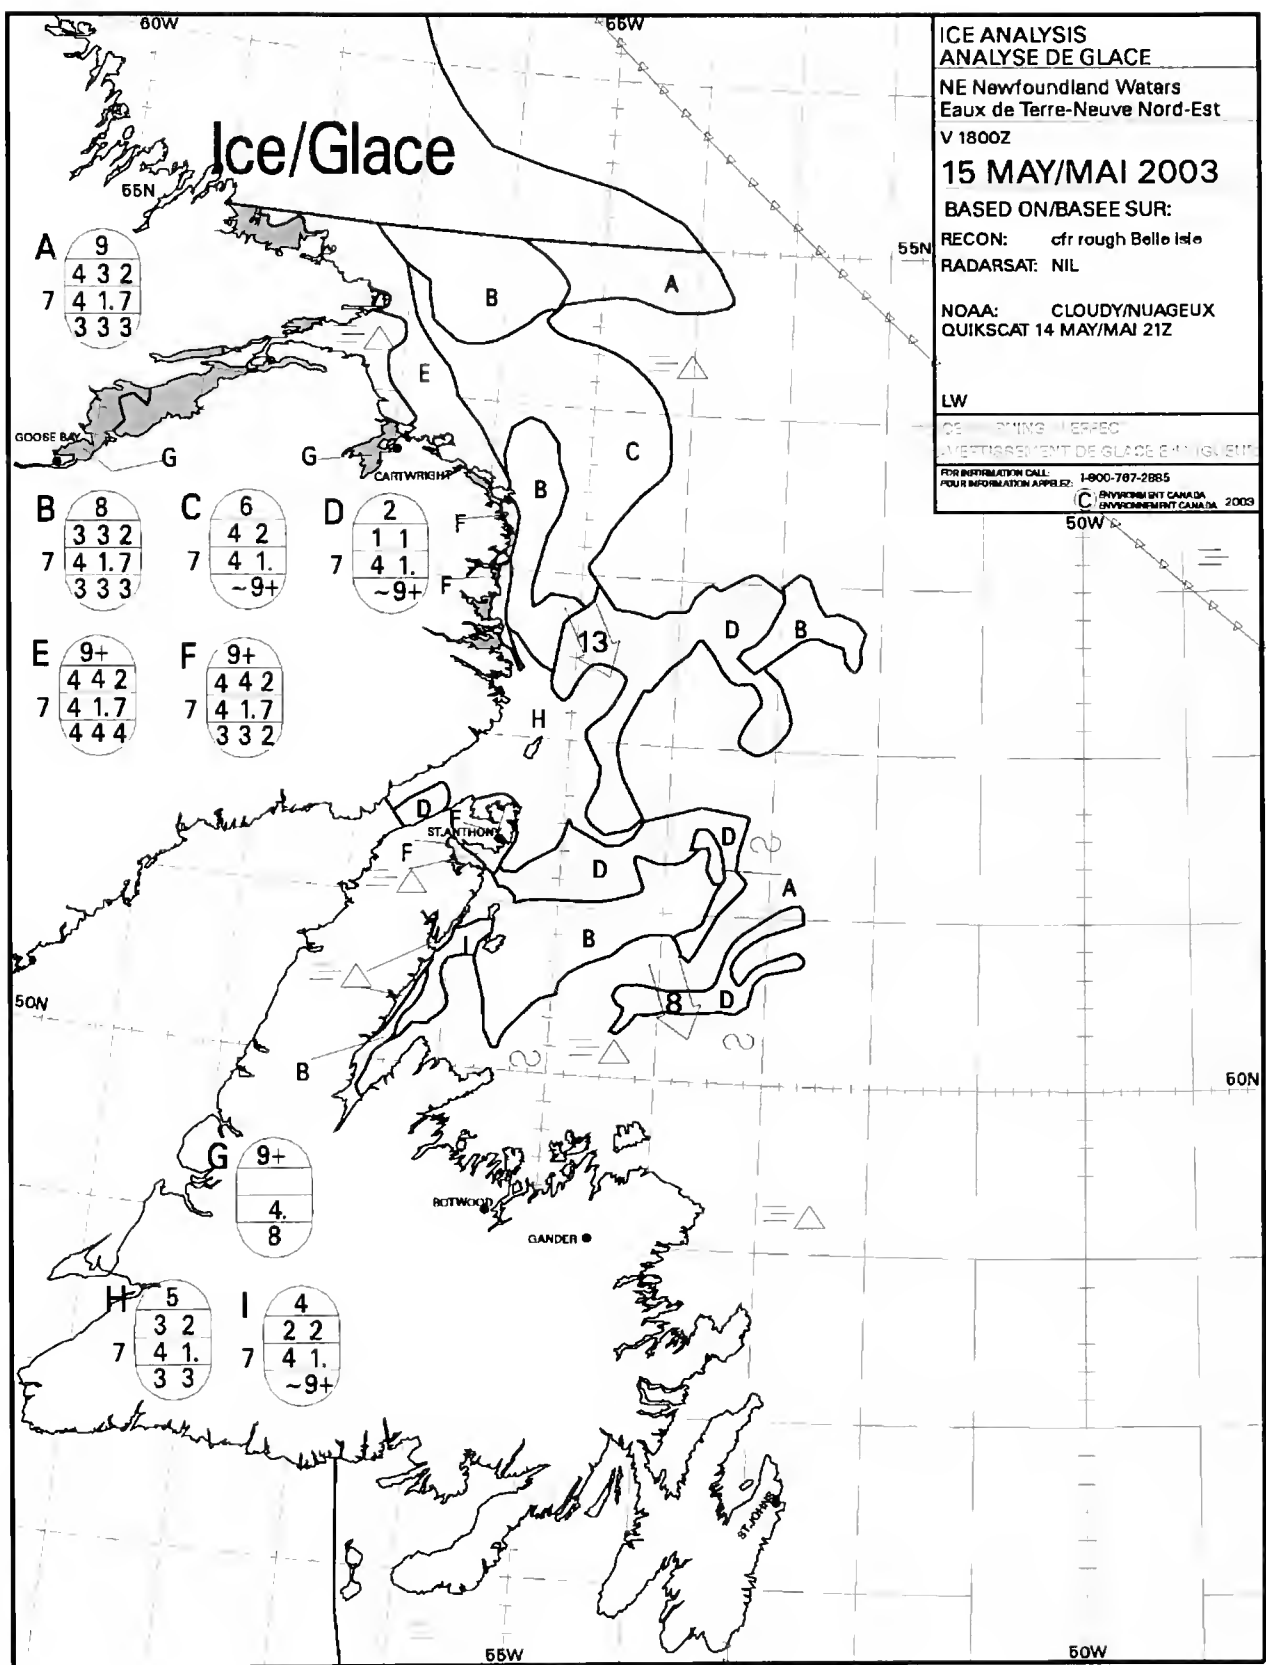 60W
55W
ICE ANALYSIS
ANALYSE DE GLACE
NE Newfoundland Waters
Eaux de Terre-Neuve Nord-Est
V 1800Z
15 MAY/MAI 2003
BASED ON/BASEE SUR:
RECON: cfr rough Belle Isle
RADARSAT: NIL
NOAA: CLOUDY/NUAGEUX
QUIKSCAT 14 MAY/MAI 21Z
LW
FOR INFORMATION CALL:
POUR INFORMATION APPELEZ: 1-800-767-2885
© ENVIRONMENT CANADA
ENVIRONNEMENT CANADA 2003
Ice/Glace
55N
55N
A
9
4 3 2
7 4 1.7
3 3 3
B
A
E
C
B
GOOSE BAY
G
G
CARTWRIGHT
F
F
50W
B
8
3 3 2
7 4 1.7
3 3 3
C
6
4 2
7 4 1.
~9+
D
2
1 1
7 4 1.
~9+
E
9+
4 4 2
7 4 1.7
4 4 4
F
9+
4 4 2
7 4 1.7
3 3 2
13
D
B
H
D
F
ST.ANTHONY
F
D
D
A
I
B
50N
8
D
B
50N
G
9+
4.
8
BOTWOOD
GANDER
H
5
3 2
7 4 1.
3 3
I
4
2 2
7 4 1.
~9+
ST.JOHNS
55W
50W